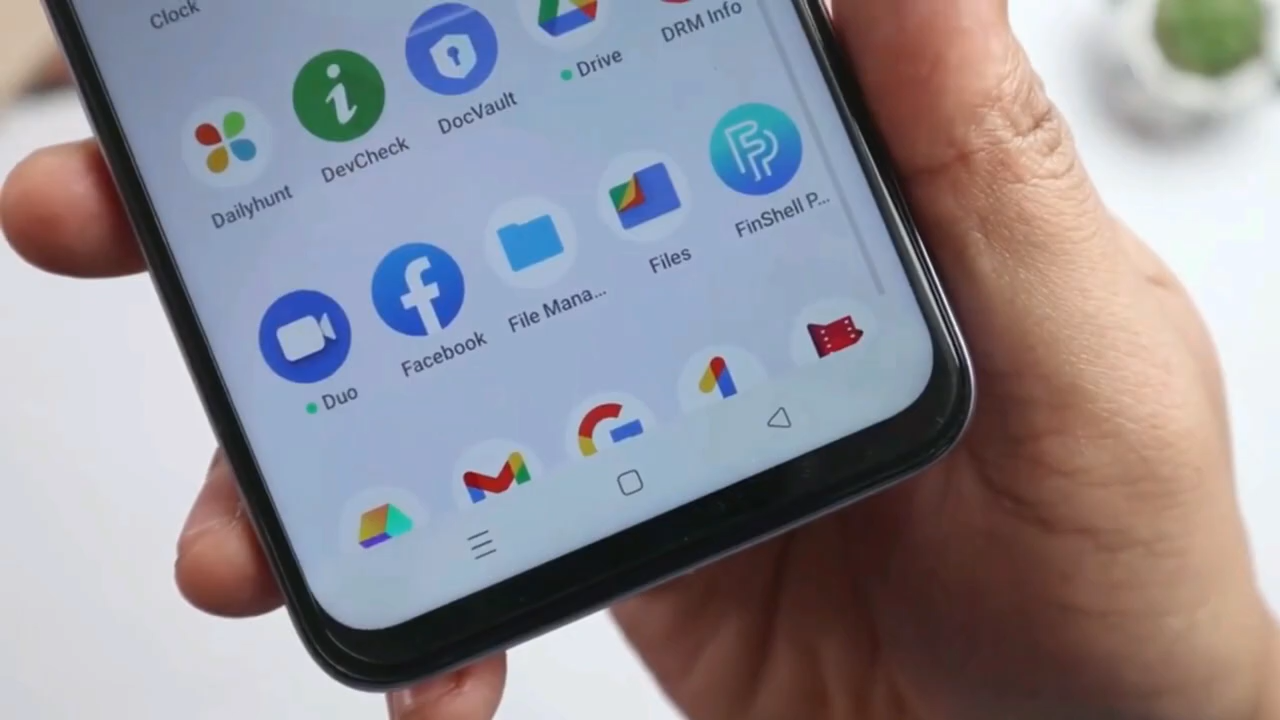 Clock
Dailyhunt
DevCheck
DocVault
Drive
DRM Info
Duo
Facebook
File Mana...
Files
FinShell P...